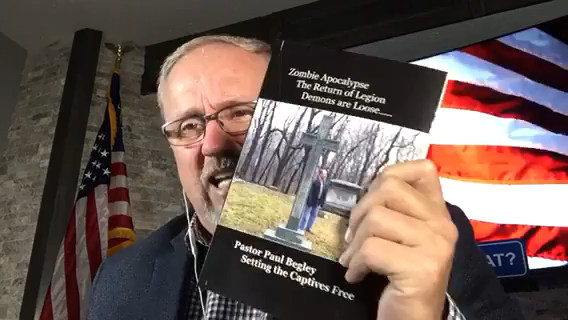 Zombie Apocalypse
The Return of Legion
Demons are Loose......
Pastor Paul Begley
Setting the Captives Free
AT?